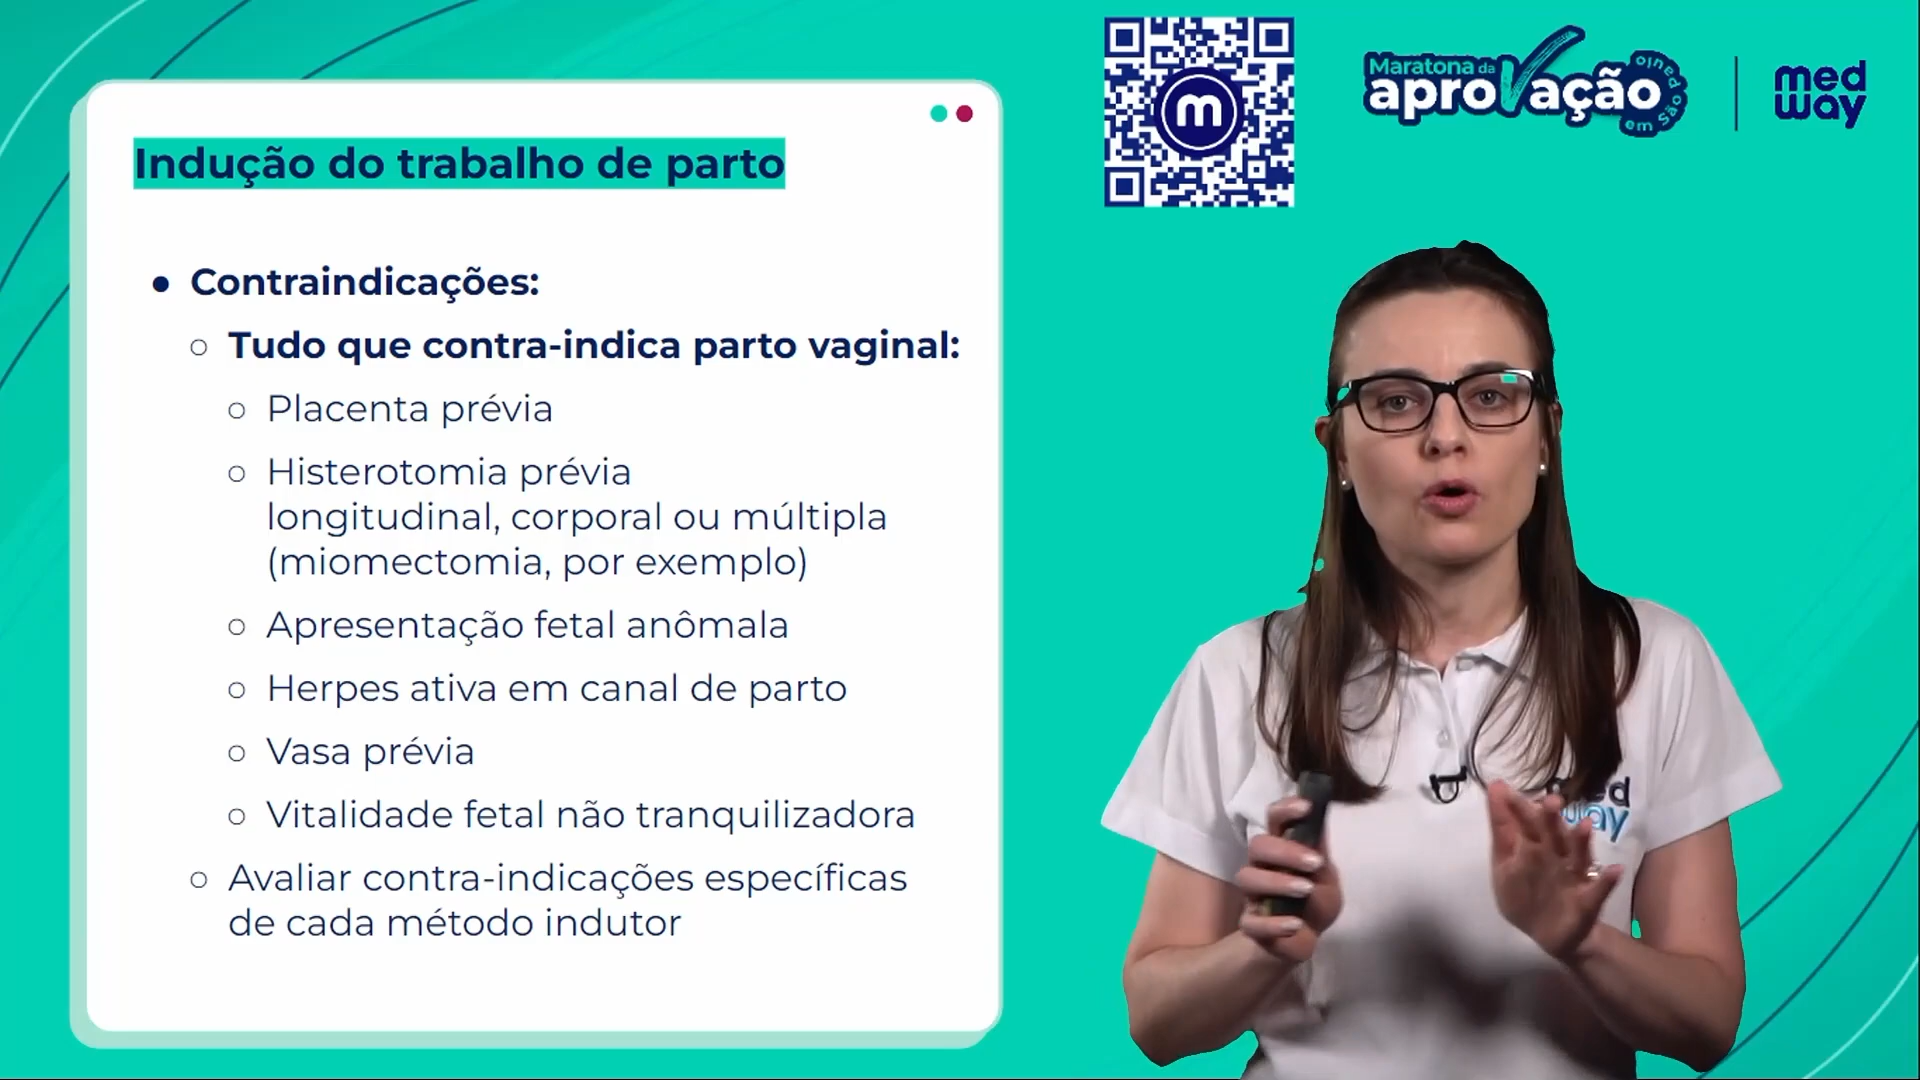 Maratona da
aproVação
em São paulo
med
way
m
Indução do trabalho de parto
● Contraindicações:
○ Tudo que contra-indica parto vaginal:
○ Placenta prévia
○ Histerotomia prévia
longitudinal, corporal ou múltipla
(miomectomia, por exemplo)
○ Apresentação fetal anômala
○ Herpes ativa em canal de parto
○ Vasa prévia
○ Vitalidade fetal não tranquilizadora
○ Avaliar contra-indicações específicas
de cada método indutor